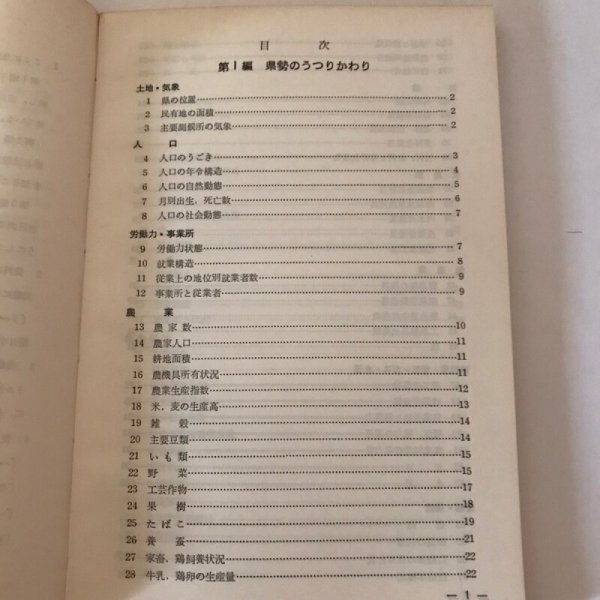 目　次
第Ⅰ編　県勢のうつりかわり
土地・気象
1　県の位置……2
2　民有地の面積……2
3　主要測候所の気象……2
人　口
4　人口のうごき……3
5　人口の年令構造……4
6　人口の自然動態……5
7　月別出生，死亡数……6
8　人口の社会動態……7
労働力・事業所
9　労働力状態……7
10　就業構造……8
11　従業上の地位別就業者数……9
12　事業所と従業者……9
農　業
13　農家数……10
14　農家人口……11
15　耕地面積……11
16　農機具所有状況……11
17　農業生産指数……12
18　米，麦の生産高……13
19　雑　穀……14
20　主要豆類……14
21　いも類……15
22　野　菜……15
23　工芸作物……17
24　果　樹……18
25　たばこ……19
26　養　蚕……21
27　家畜，鶏飼養状況……22
28　牛乳，鶏卵の生産量……22
— 1 —